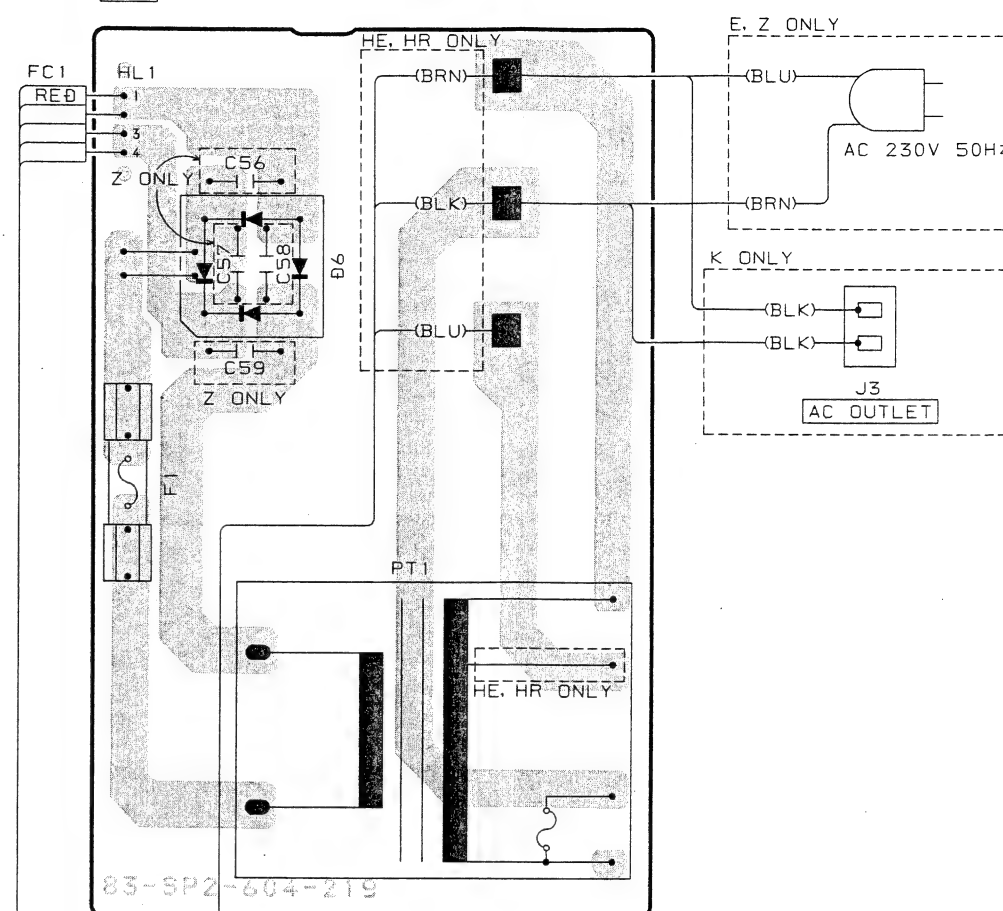 E, Z ONLY
HE, HR ONLY
FC1
HL1
RED
1
3
4
(BRN)
(BLU)
AC 230V 50Hz
C56
Z ONLY
(BLK)
(BRN)
C57
C58
D6
K ONLY
(BLU)
(BLK)
(BLK)
C59
Z ONLY
J3
AC OUTLET
F1
PT1
HE, HR ONLY
83-SP2-604-219